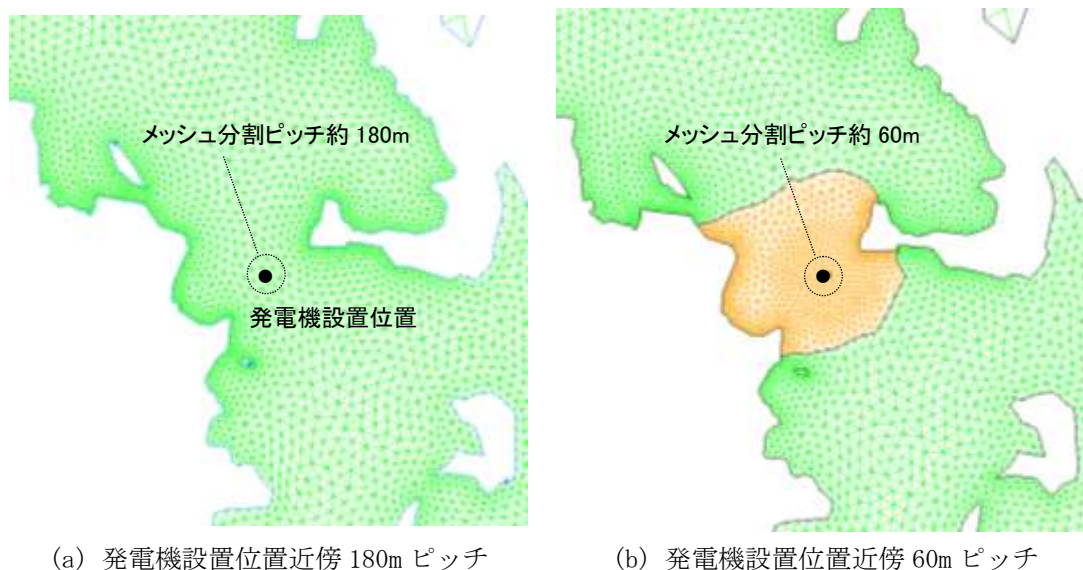 メッシュ分割ピッチ約 180m
発電機設置位置
メッシュ分割ピッチ約 60m
(a) 発電機設置位置近傍 180m ピッチ
(b) 発電機設置位置近傍 60m ピッチ